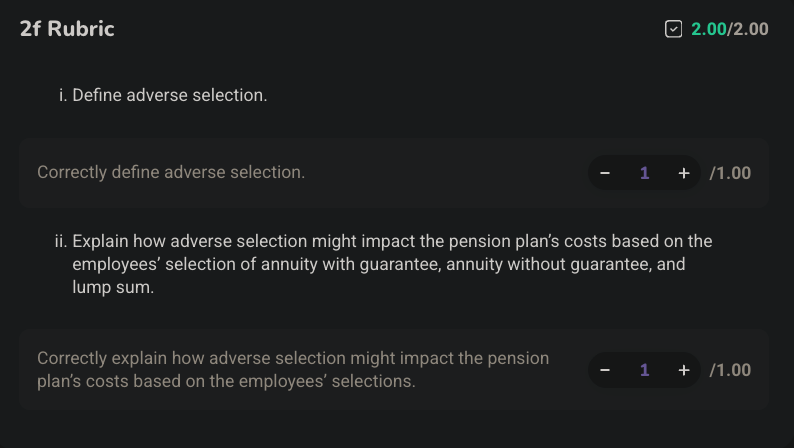 2f Rubric
2.00/2.00
i. Define adverse selection.
Correctly define adverse selection.
− 1 + /1.00
ii. Explain how adverse selection might impact the pension plan’s costs based on the
employees’ selection of annuity with guarantee, annuity without guarantee, and
lump sum.
Correctly explain how adverse selection might impact the pension
plan’s costs based on the employees’ selections.
− 1 + /1.00